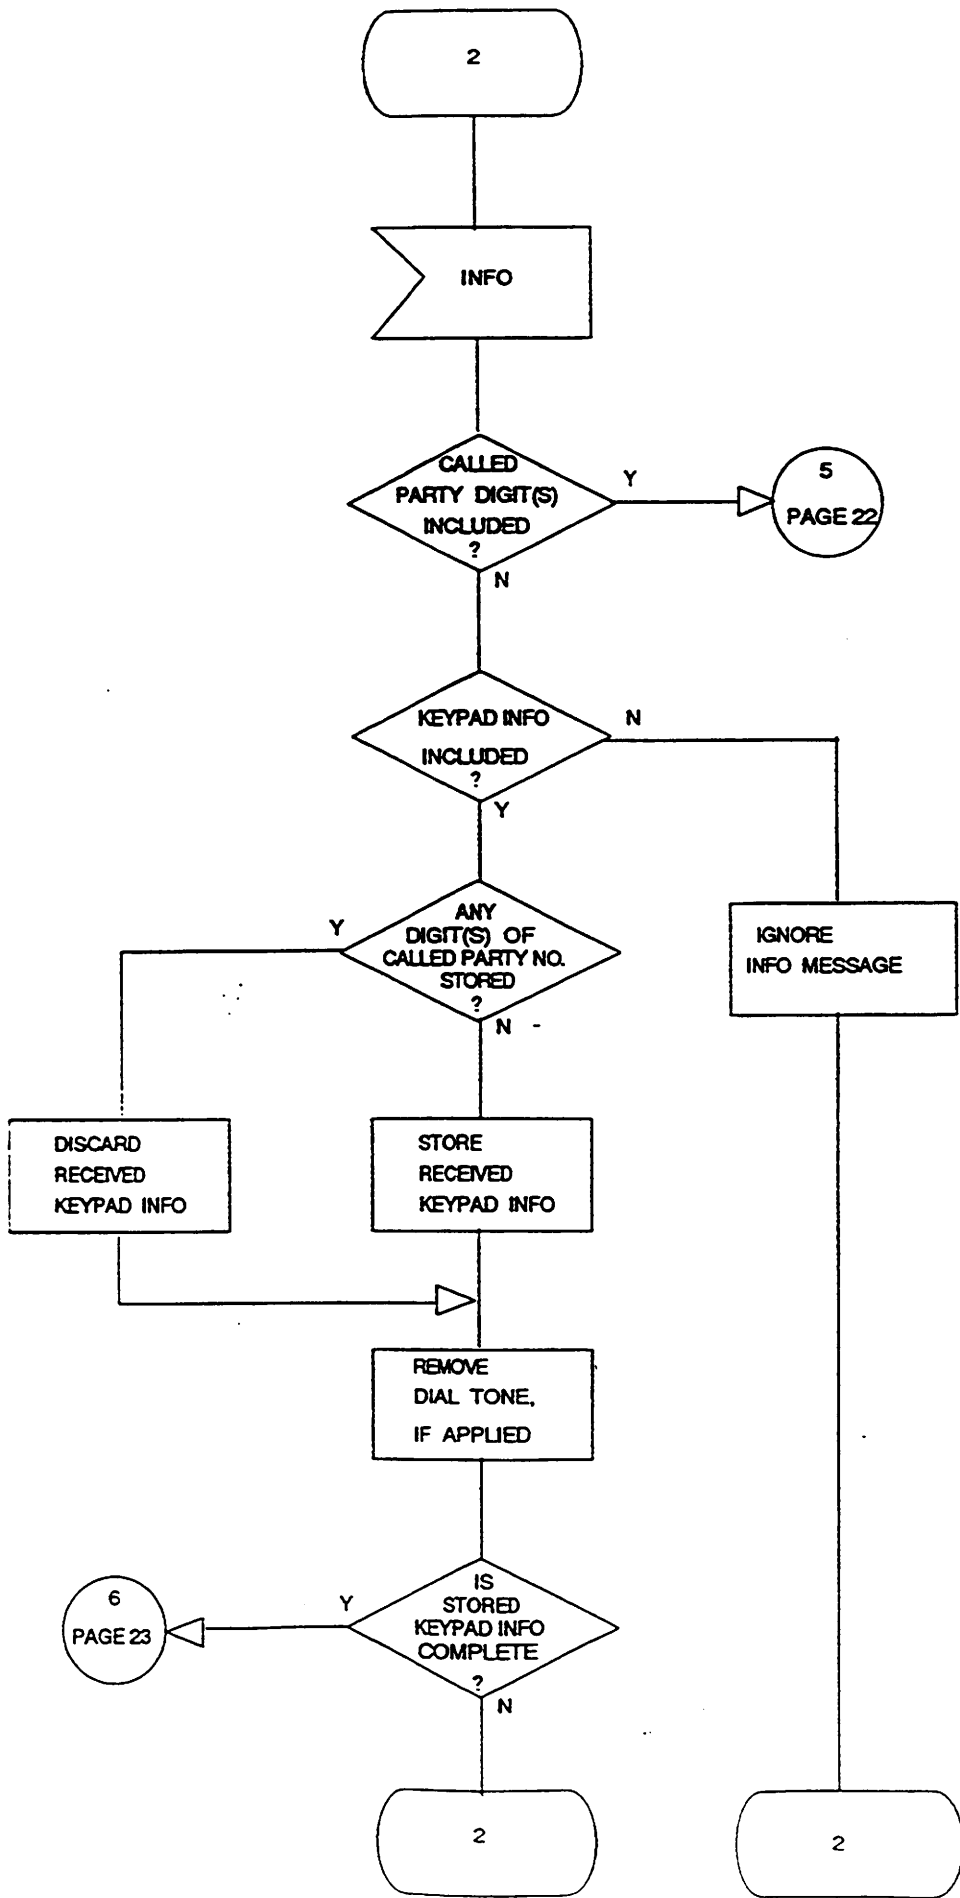 2
INFO
CALLED
PARTY DIGIT(S)
INCLUDED
?
Y
5
PAGE 22
N
KEYPAD INFO
INCLUDED
?
N
Y
ANY
DIGIT(S) OF
CALLED PARTY NO.
STORED
?
Y
N
IGNORE
INFO MESSAGE
DISCARD
RECEIVED
KEYPAD INFO
STORE
RECEIVED
KEYPAD INFO
REMOVE
DIAL TONE,
IF APPLIED
IS
STORED
KEYPAD INFO
COMPLETE
?
Y
6
PAGE 23
N
2
2